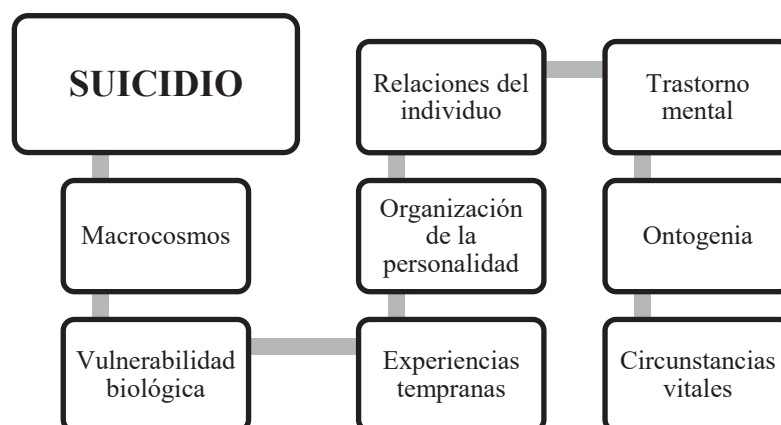 SUICIDIO
Macrocosmos
Vulnerabilidad
biológica
Experiencias
tempranas
Organización
de la
personalidad
Relaciones del
individuo
Trastorno
mental
Ontogenia
Circunstancias
vitales